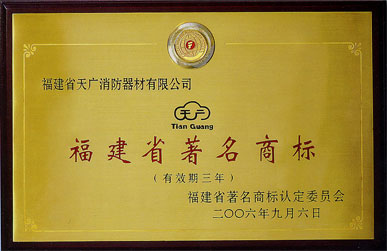 福建省天广消防器材有限公司
天广
Tian Guang
福建省著名商标
(有效期三年)
福建省著名商标认定委员会
二〇〇六年九月六日